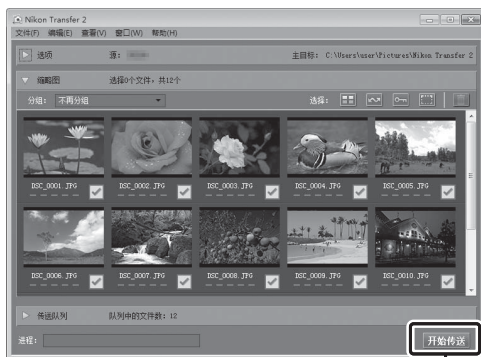 Nikon Transfer 2
文件(F) 编辑(E) 查看(V) 窗口(W) 帮助(H)
选项 源: 主目标: C:\Users\user\Pictures\Nikon Transfer 2
缩略图 选择0个文件，共12个
分组: 不再分组 选择:
DSC_0001.JPG DSC_0002.JPG DSC_0003.JPG DSC_0004.JPG DSC_0005.JPG
DSC_0006.JPG DSC_0007.JPG DSC_0008.JPG DSC_0009.JPG DSC_0010.JPG
传送队列 队列中的文件数: 12
进程: 开始传送